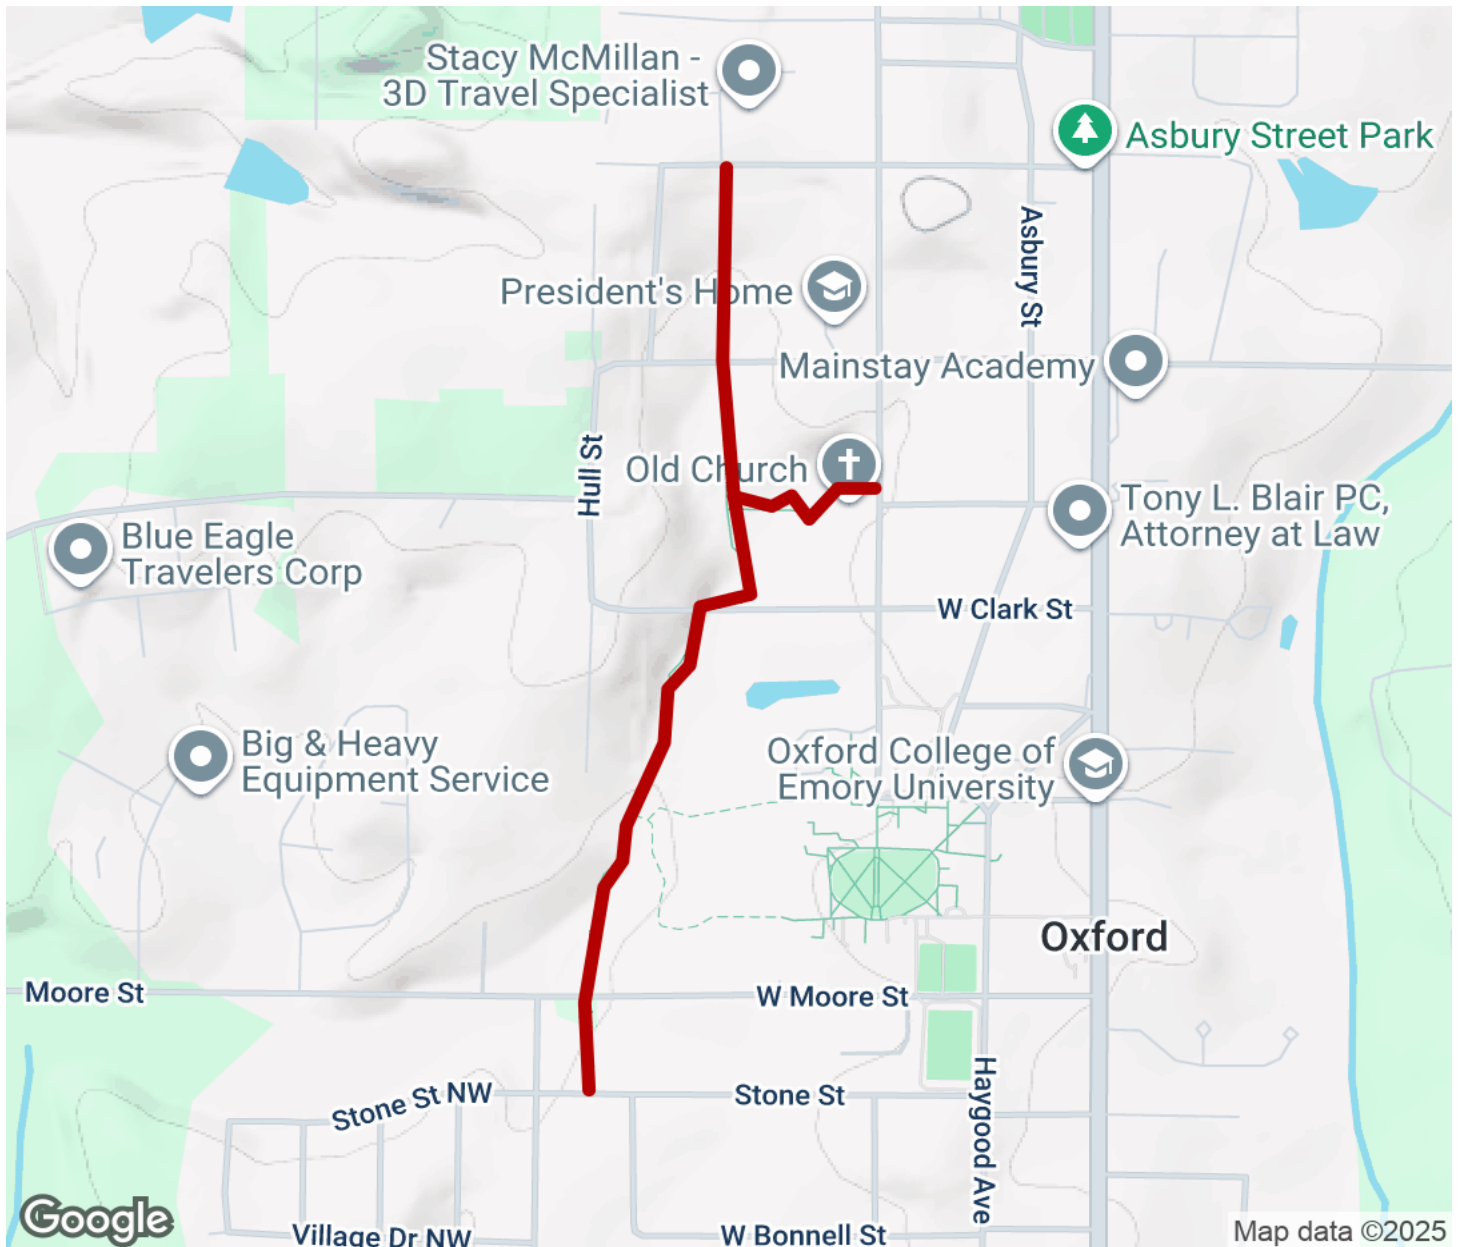 Stacy McMillan -
3D Travel Specialist
Asbury Street Park
Asbury St
President's Home
Mainstay Academy
Hull St
Old Church
Tony L. Blair PC,
Attorney at Law
Blue Eagle
Travelers Corp
W Clark St
Big & Heavy
Equipment Service
Oxford College of
Emory University
Oxford
Moore St
W Moore St
Haygood Ave
Stone St NW
Stone St
Google
Village Dr NW
W Bonnell St
Map data ©2025